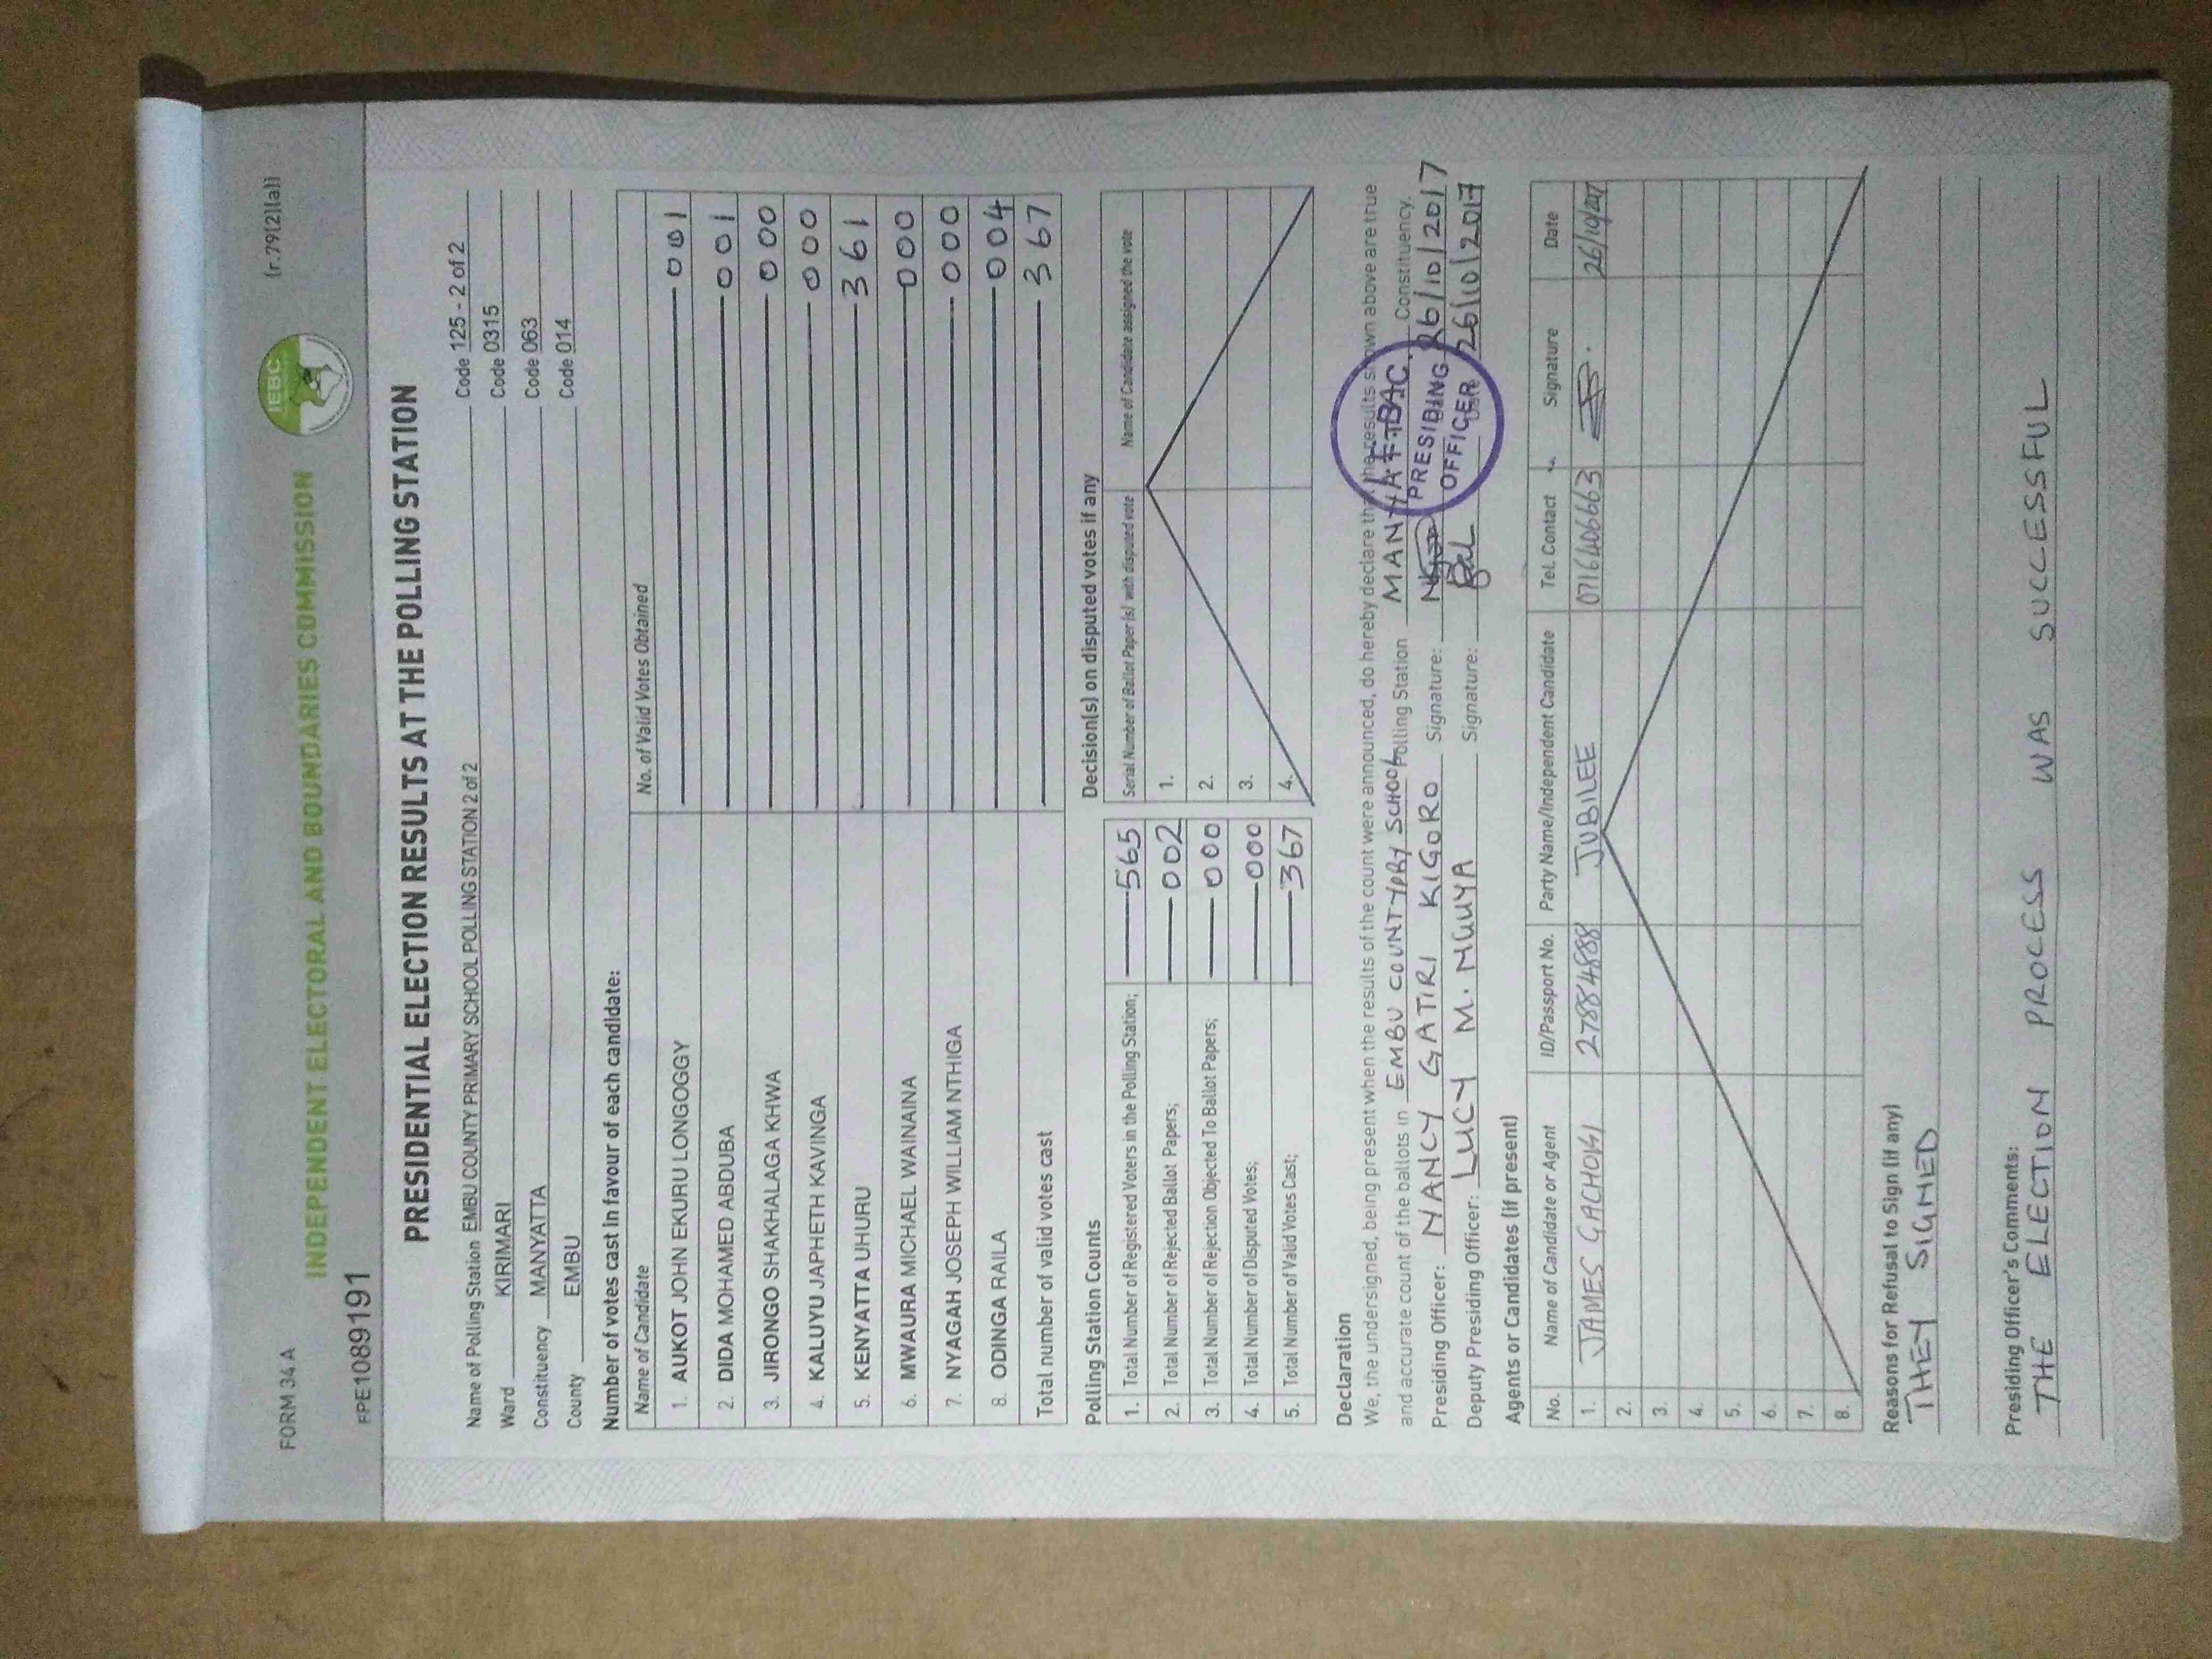 FORM 34 A
(r.79(2)(a))
IEBC
INDEPENDENT ELECTORAL AND BOUNDARIES COMMISSION
FPE1089191
PRESIDENTIAL ELECTION RESULTS AT THE POLLING STATION
Name of Polling Station EMBU COUNTY PRIMARY SCHOOL POLLING STATION 2 of 2 Code 125 - 2 of 2
Ward KIRIMARI Code 0315
Constituency MANYATTA Code 063
County EMBU Code 014
Number of votes cast in favour of each candidate:
Name of Candidate No. of Valid Votes Obtained
1. AUKOT JOHN EKURU LONGOGGY 001
2. DIDA MOHAMED ABDUBA 001
3. JIRONGO SHAKHALAGA KHWA 000
4. KALUYU JAPHETH KAVINGA 000
5. KENYATTA UHURU 361
6. MWAURA MICHAEL WAINAINA 000
7. NYAGAH JOSEPH WILLIAM NTHIGA 000
8. ODINGA RAILA 004
Total number of valid votes cast 367
Polling Station Counts
1. Total Number of Registered Voters in the Polling Station; 565
2. Total Number of Rejected Ballot Papers; 002
3. Total Number of Rejection Objected To Ballot Papers; 000
4. Total Number of Disputed Votes; 000
5. Total Number of Valid Votes Cast; 367
Decision(s) on disputed votes if any
Serial Number of Ballot Paper (s) with disputed vote Name of Candidate assigned the vote
1.
2.
3.
4.
Declaration
We, the undersigned, being present when the results of the count were announced, do hereby declare that the results shown above are true
and accurate count of the ballots in EMBU COUNTY PRY SCHOOL Polling Station MANYATTA Constituency.
Presiding Officer: NANCY GATIRI KIGORO Signature: 26/10/2017
Deputy Presiding Officer: LUCY M. NGUYA Signature: 26/10/2017
PRESIDING
OFFICER
Agents or Candidates (if present)
No. Name of Candidate or Agent ID/Passport No. Party Name/Independent Candidate Tel. Contact Signature Date
1. JAMES GACHOKI 27884888 JUBILEE 0716406663 26/10/2017
2.
3.
4.
5.
6.
7.
8.
Reasons for Refusal to Sign (if any)
THEY SIGNED
Presiding Officer's Comments:
THE ELECTION PROCESS WAS SUCCESSFUL